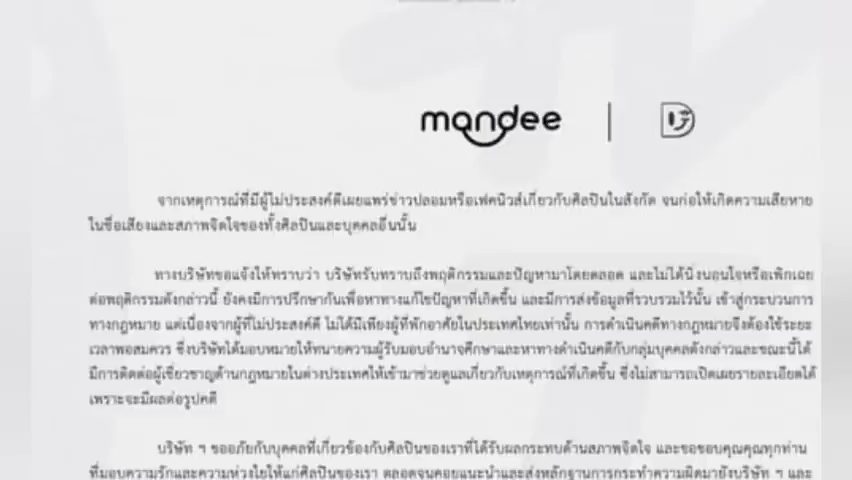 mandee
จากเหตุการณ์ที่มีผู้ไม่ประสงค์ดีเผยแพร่ข่าวปลอมหรือเฟคนิวส์เกี่ยวกับศิลปินในสังกัด จนก่อให้เกิดความเสียหาย
ในชื่อเสียงและสภาพจิตใจของทั้งศิลปินและบุคคลอื่นนั้น
ทางบริษัทขอแจ้งให้ทราบว่า บริษัทรับทราบถึงพฤติกรรมและปัญหามาโดยตลอด และไม่ได้นิ่งนอนใจหรือเพิกเฉย
ต่อพฤติกรรมดังกล่าวนี้ ยังคงมีการปรึกษากันเพื่อหาทางแก้ไขปัญหาที่เกิดขึ้น และมีการส่งข้อมูลที่รวบรวมไว้นั้น เข้าสู่กระบวนการ
ทางกฎหมาย แต่เนื่องจากผู้ที่ไม่ประสงค์ดี ไม่ได้มีเพียงผู้ที่พักอาศัยในประเทศไทยเท่านั้น การดำเนินคดีทางกฎหมายจึงต้องใช้ระยะ
เวลาพอสมควร ซึ่งบริษัทได้มอบหมายให้ทนายความผู้รับมอบอำนาจศึกษาและหาทางดำเนินคดีกับกลุ่มบุคคลดังกล่าวและขณะนี้ได้
มีการติดต่อผู้เชี่ยวชาญด้านกฎหมายในต่างประเทศให้เข้ามาช่วยดูแลเกี่ยวกับเหตุการณ์ที่เกิดขึ้น ซึ่งไม่สามารถเปิดเผยรายละเอียดได้
เพราะจะมีผลต่อรูปคดี
บริษัท ฯ ขออภัยกับบุคคลที่เกี่ยวข้องกับศิลปินของเราที่ได้รับผลกระทบด้านสภาพจิตใจ และขอขอบคุณคุณทุกท่าน
ที่มอบความรักและความห่วงใยให้แก่ศิลปินของเรา ตลอดจนคอยแนะนำและส่งหลักฐานการกระทำความผิดมายังบริษัท ฯ และ